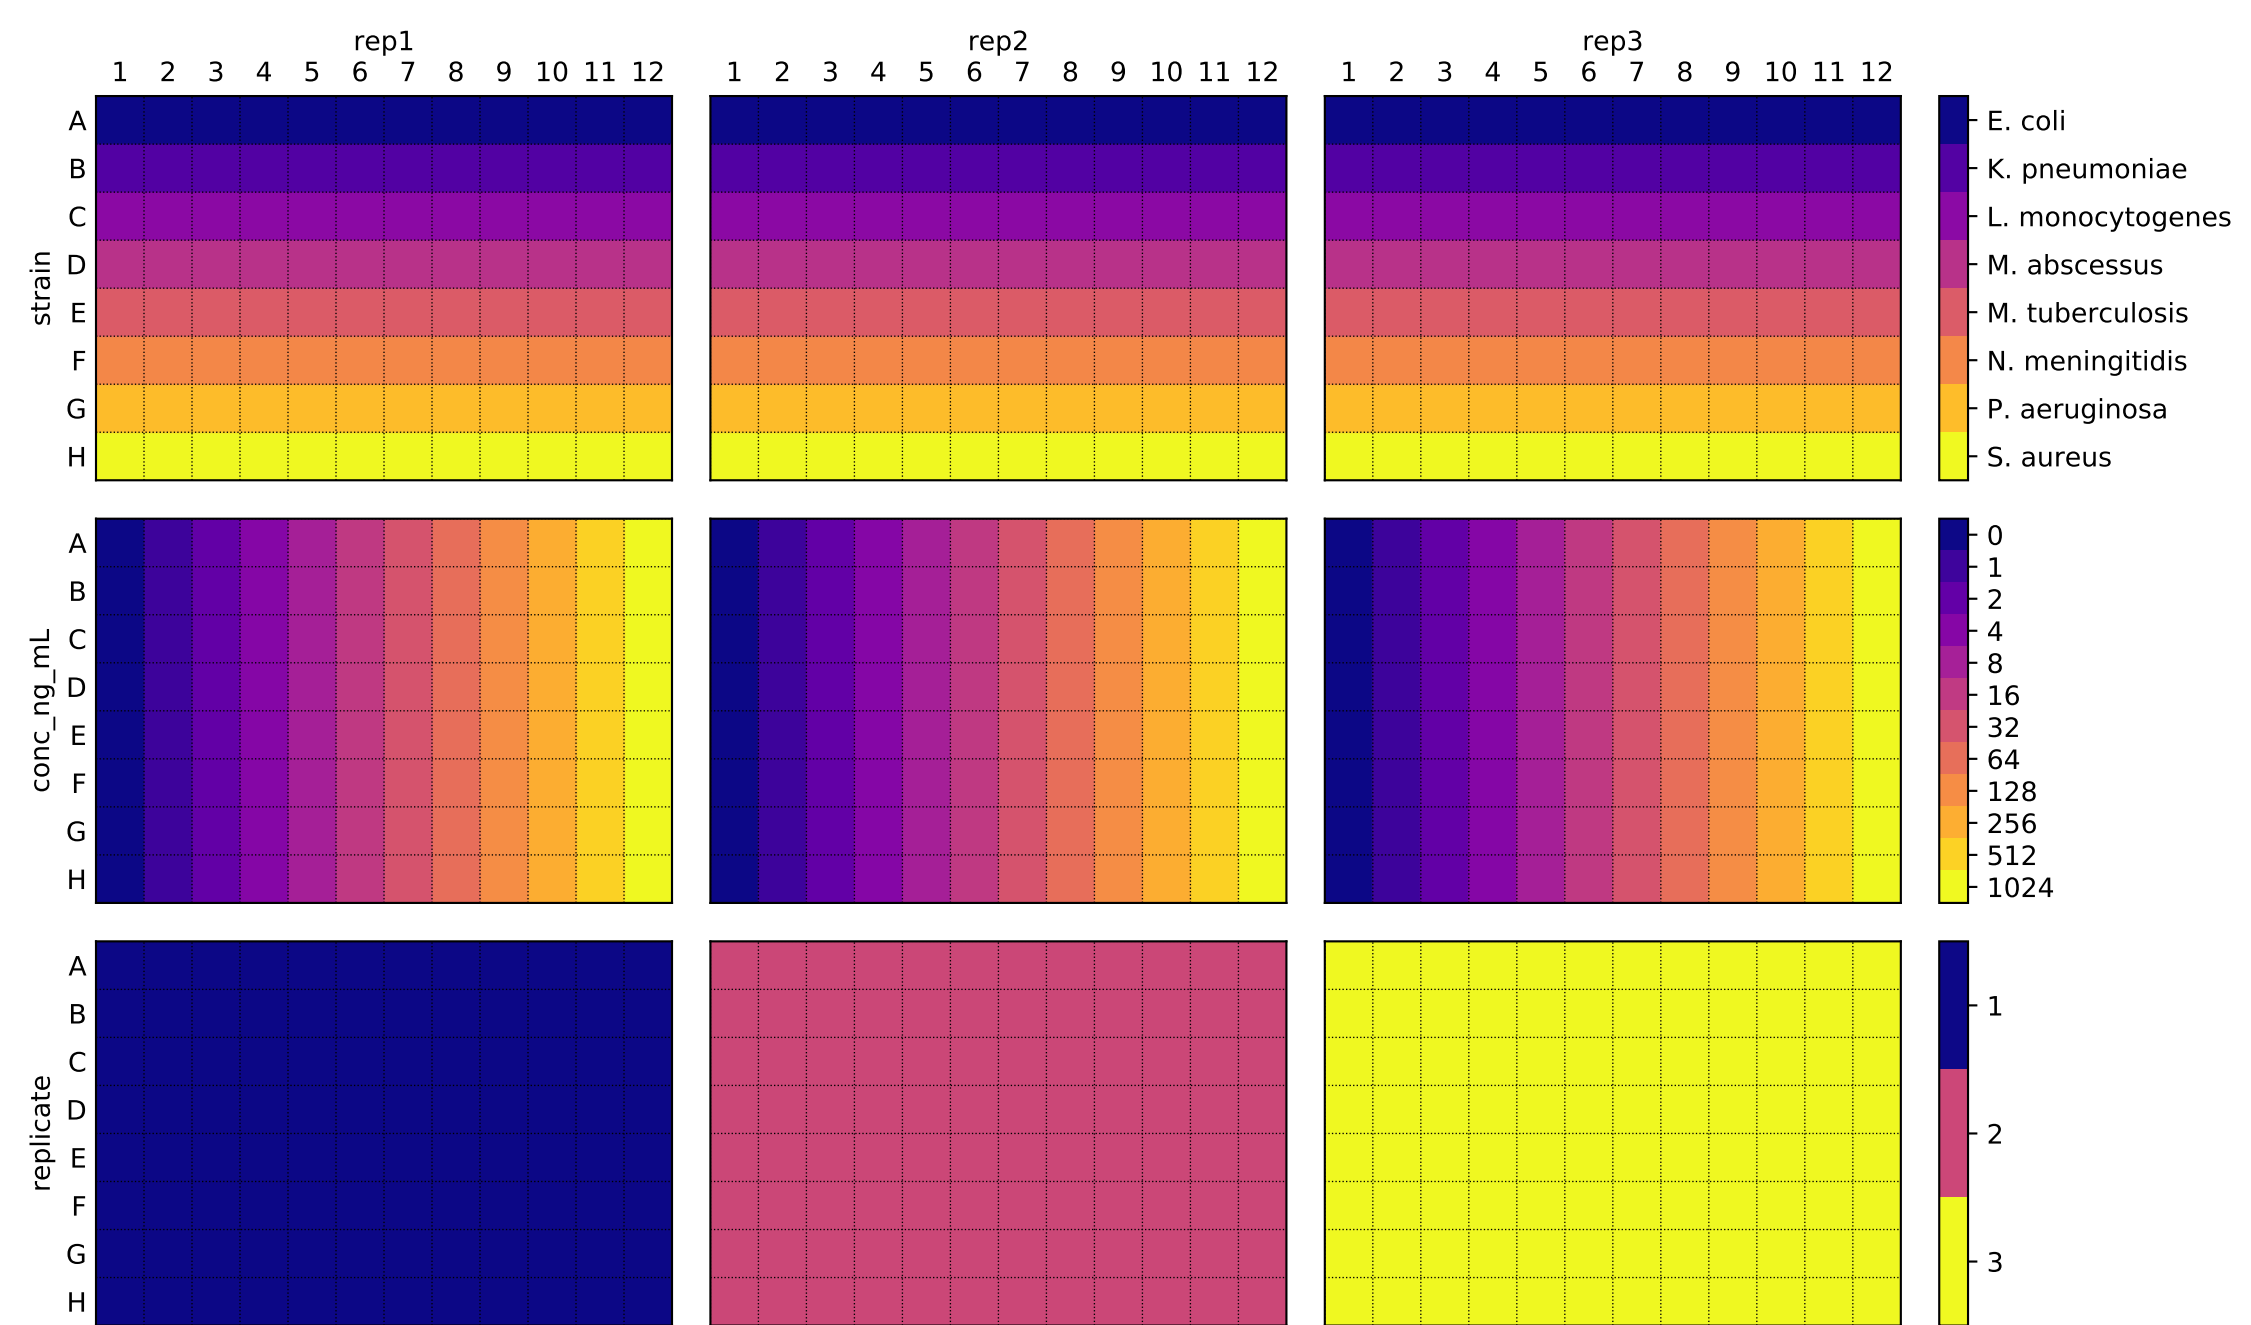 rep1 rep2 rep3
1 2 3 4 5 6 7 8 9 10 11 12 1 2 3 4 5 6 7 8 9 10 11 12 1 2 3 4 5 6 7 8 9 10 11 12
strain
A
B
C
D
E
F
G
H
E. coli
K. pneumoniae
L. monocytogenes
M. abscessus
M. tuberculosis
N. meningitidis
P. aeruginosa
S. aureus
conc_ng_mL
A
B
C
D
E
F
G
H
0
1
2
4
8
16
32
64
128
256
512
1024
replicate
A
B
C
D
E
F
G
H
1
2
3